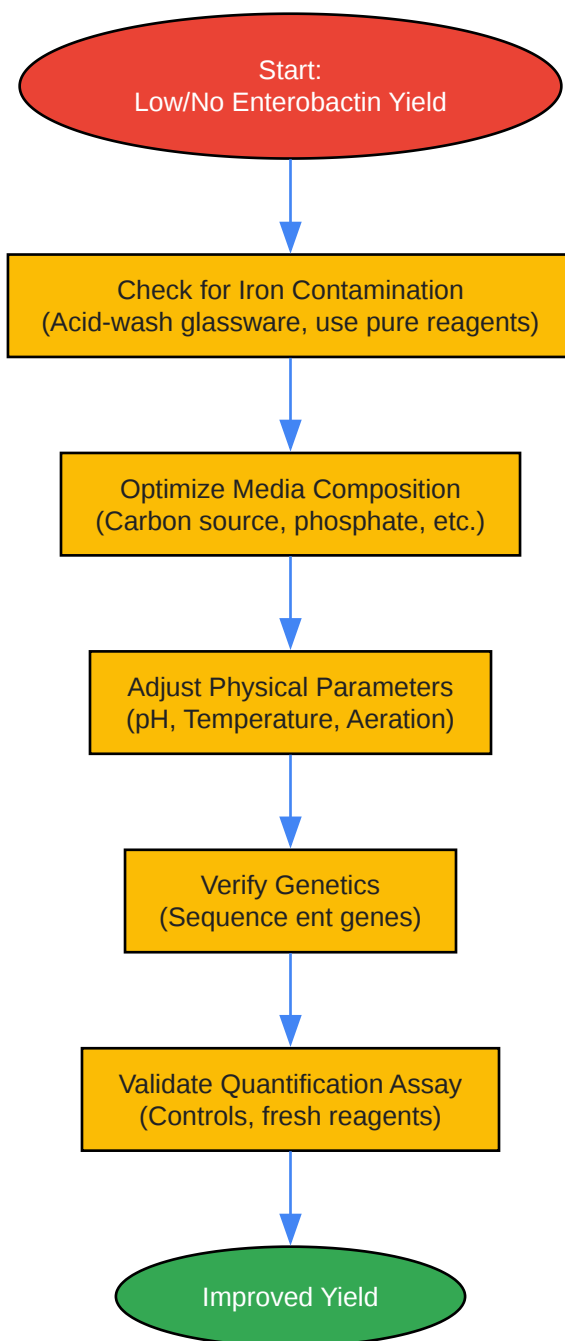 Start:
Low/No Enterobactin Yield
Check for Iron Contamination
(Acid-wash glassware, use pure reagents)
Optimize Media Composition
(Carbon source, phosphate, etc.)
Adjust Physical Parameters
(pH, Temperature, Aeration)
Verify Genetics
(Sequence ent genes)
Validate Quantification Assay
(Controls, fresh reagents)
Improved Yield